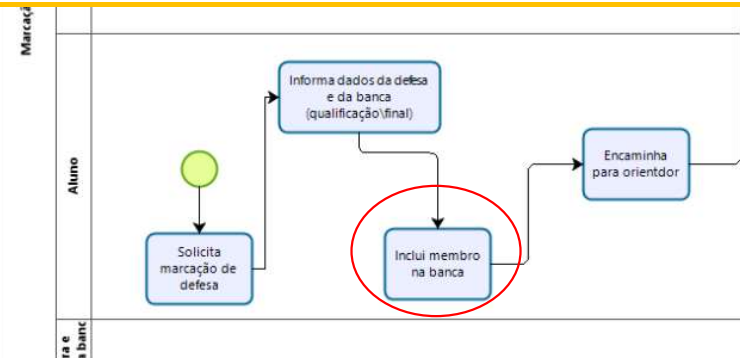 Marcaçã
Aluno
Informa dados da defesa
e da banca
(qualificação\final)
Solicita
marcação de
defesa
Inclui membro
na banca
Encaminha
para orientdor
ra e
a banc